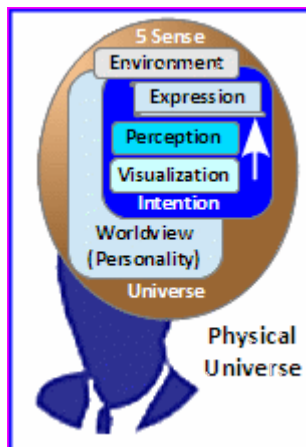 5 Sense
Environment
Expression
Perception
Visualization
Intention
Worldview
(Personality)
Universe
Physical
Universe